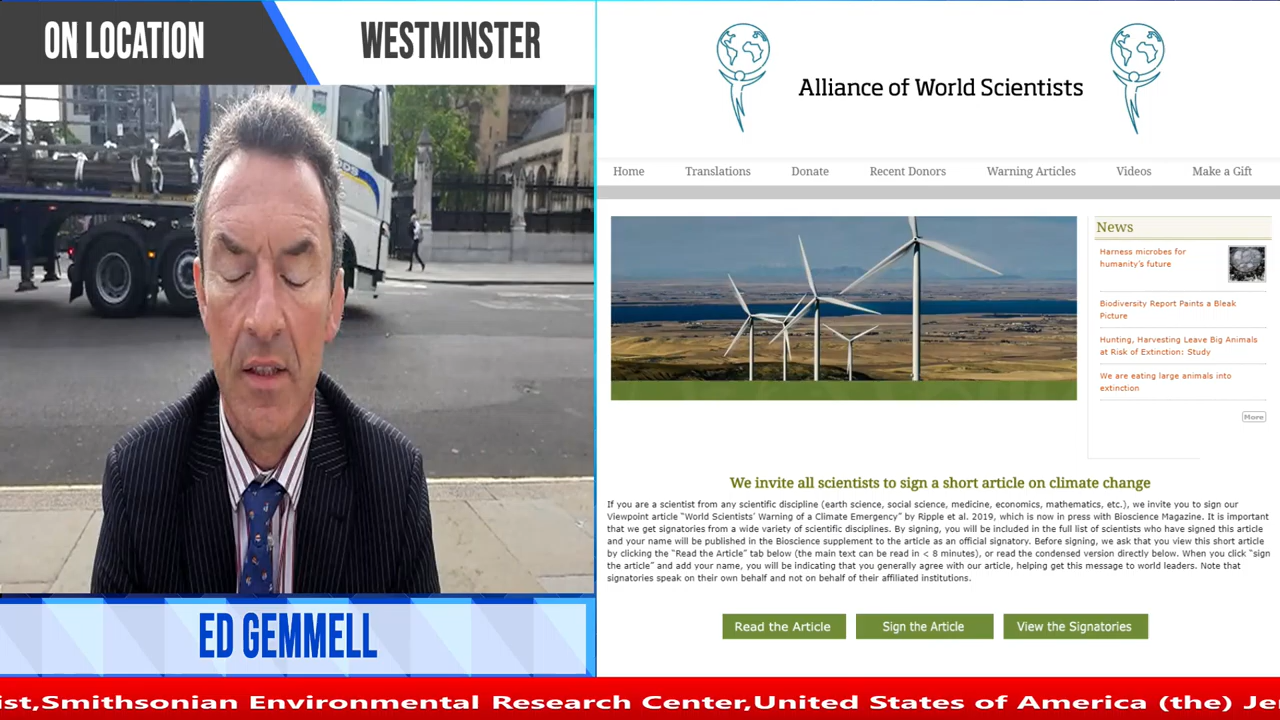 ON LOCATION
WESTMINSTER
ED GEMMELL
Alliance of World Scientists
Home
Translations
Donate
Recent Donors
Warning Articles
Videos
Make a Gift
News
Harness microbes for
humanity's future
Biodiversity Report Paints a Bleak
Picture
Hunting, Harvesting Leave Big Animals
at Risk of Extinction: Study
We are eating large animals into
extinction
More
We invite all scientists to sign a short article on climate change
If you are a scientist from any scientific discipline (earth science, social science, medicine, economics, mathematics, etc.), we invite you to sign our
Viewpoint article “World Scientists’ Warning of a Climate Emergency” by Ripple et al. 2019, which is now in press with Bioscience Magazine. It is important
that we get signatories from a wide variety of scientific disciplines. By signing, you will be included in the full list of scientists who have signed this article
and your name will be published in the Bioscience supplement to the article as an official signatory. Before signing, we ask that you view this short article
by clicking the “Read the Article” tab below (the main text can be read in < 8 minutes), or read the condensed version directly below. When you click “sign
the article” and add your name, you will be indicating that you generally agree with our article, helping get this message to world leaders. Note that
signatories speak on their own behalf and not on behalf of their affiliated institutions.
Read the Article
Sign the Article
View the Signatories
ist,Smithsonian Environmental Research Center,United States of America (the) Je